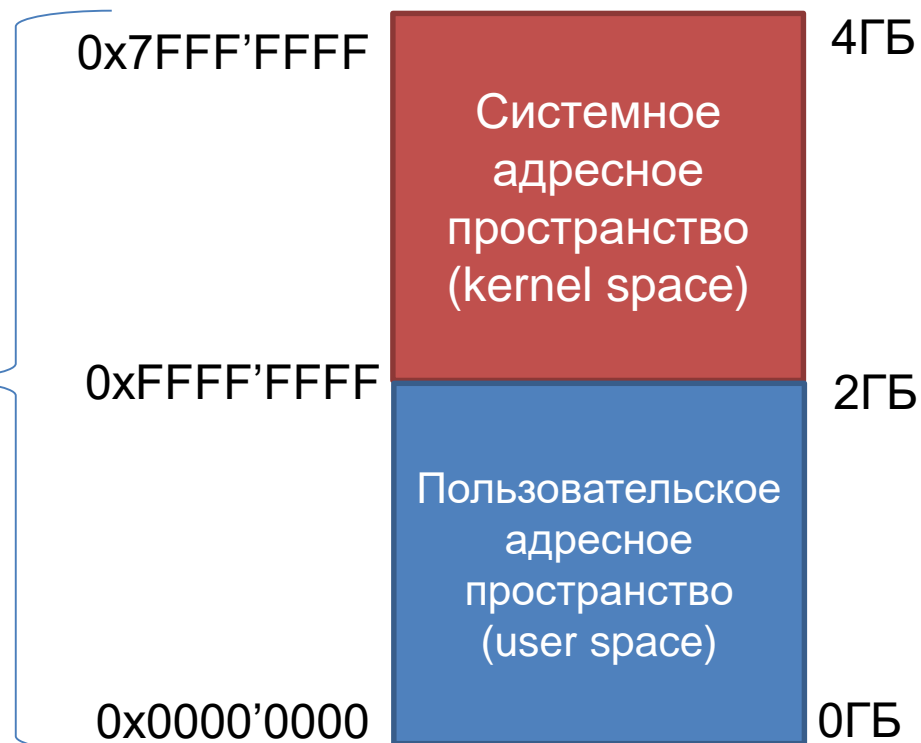 0x7FFF’FFFF
4ГБ
Системное
адресное
пространство
(kernel space)
0xFFFF’FFFF
2ГБ
Пользовательское
адресное
пространство
(user space)
0x0000’0000
0ГБ